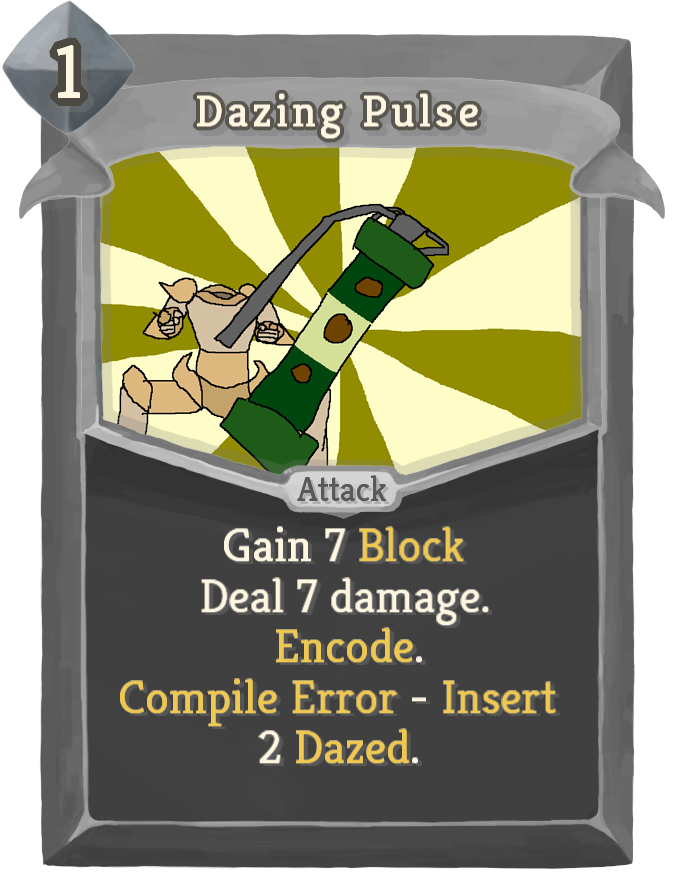 1
Dazing Pulse
Attack
Gain 7 Block
Deal 7 damage.
Encode.
Compile Error - Insert
2 Dazed.